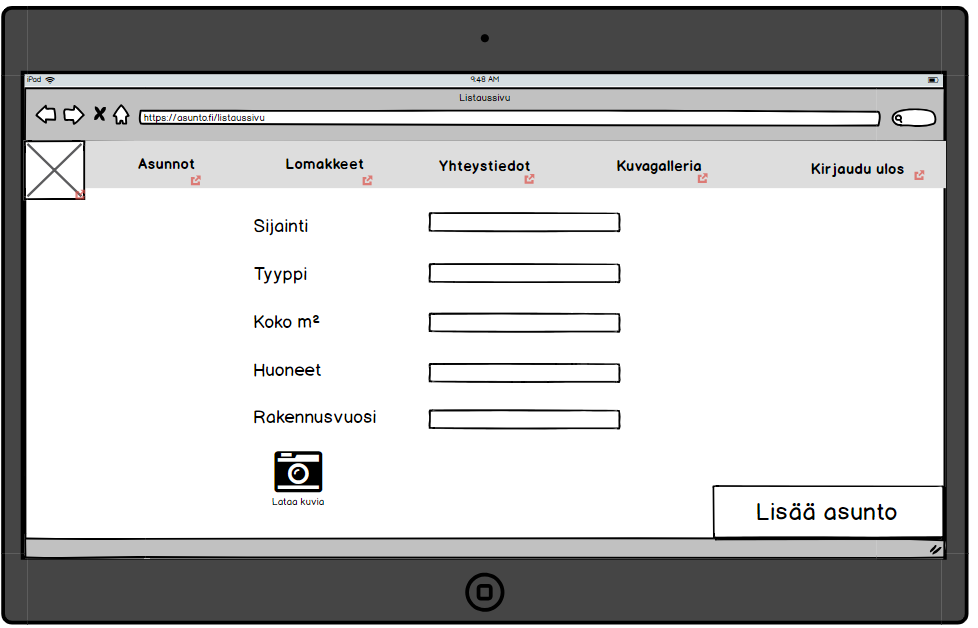 iPad
9:48 AM
Listaussivu
https://asunto.fi/listaussivu
Asunnot
Lomakkeet
Yhteystiedot
Kuvagalleria
Kirjaudu ulos
Sijainti
Tyyppi
Koko m²
Huoneet
Rakennusvuosi
Lataa kuvia
Lisää asunto